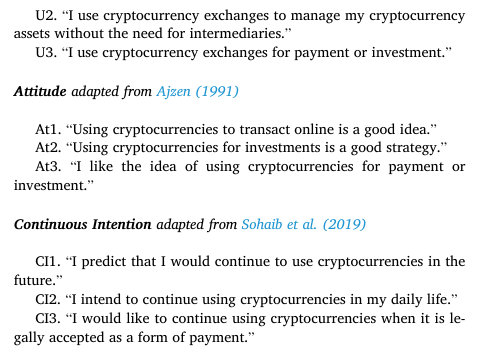 U2. “I use cryptocurrency exchanges to manage my cryptocurrency
assets without the need for intermediaries.”
U3. “I use cryptocurrency exchanges for payment or investment.”
Attitude adapted from Ajzen (1991)
At1. “Using cryptocurrencies to transact online is a good idea.”
At2. “Using cryptocurrencies for investments is a good strategy.”
At3. “I like the idea of using cryptocurrencies for payment or
investment.”
Continuous Intention adapted from Sohaib et al. (2019)
CI1. “I predict that I would continue to use cryptocurrencies in the
future.”
CI2. “I intend to continue using cryptocurrencies in my daily life.”
CI3. “I would like to continue using cryptocurrencies when it is le-
gally accepted as a form of payment.”